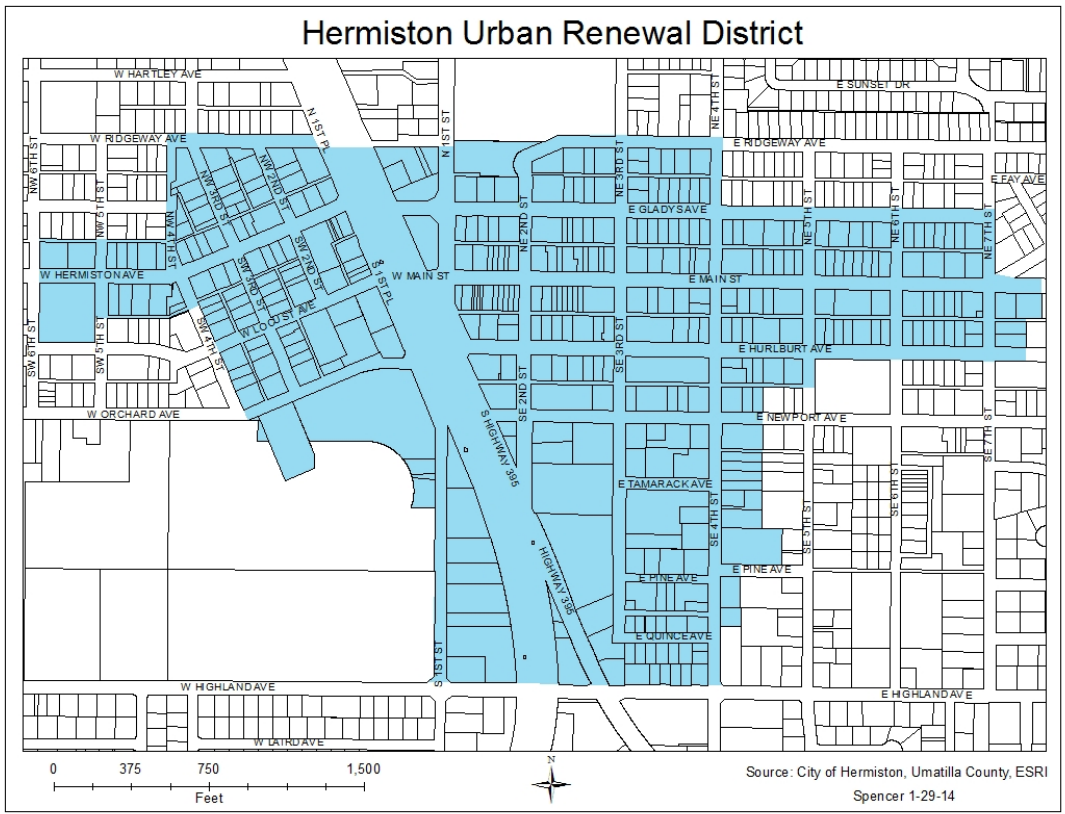 Hermiston Urban Renewal District
W HARTLEY AVE
E SUNSET DR
N 1ST PL
N 1ST ST
NE 4TH ST
W RIDGEWAY AVE
E RIDGEWAY AVE
NW 6TH ST
NW 5TH ST
NW 4TH ST
NW 3RD ST
NW 2ND ST
NE 2ND ST
NE 3RD ST
E GLADYS AVE
NE 5TH ST
NE 6TH ST
NE 7TH ST
E FAY AVE
W HERMISTON AVE
SW 3RD ST
SW 2ND ST
S 1ST PL
W MAIN ST
E MAIN ST
W LOCUST AVE
SW 6TH ST
SW 5TH ST
SW 4TH ST
SE 3RD ST
E HURLBURT AVE
W ORCHARD AVE
SE 2ND ST
E NEWPORT AVE
S HIGHWAY 395
SE 7TH ST
E TAMARACK AVE
SE 4TH ST
SE 5TH ST
SE 6TH ST
HIGHWAY 395
E PINE AVE
E PINE AVE
E QUINCE AVE
S 1ST ST
W HIGHLAND AVE
E HIGHLAND AVE
W LAIRD AVE
0 375 750 1,500
Feet
N
Source: City of Hermiston, Umatilla County, ESRI
Spencer 1-29-14